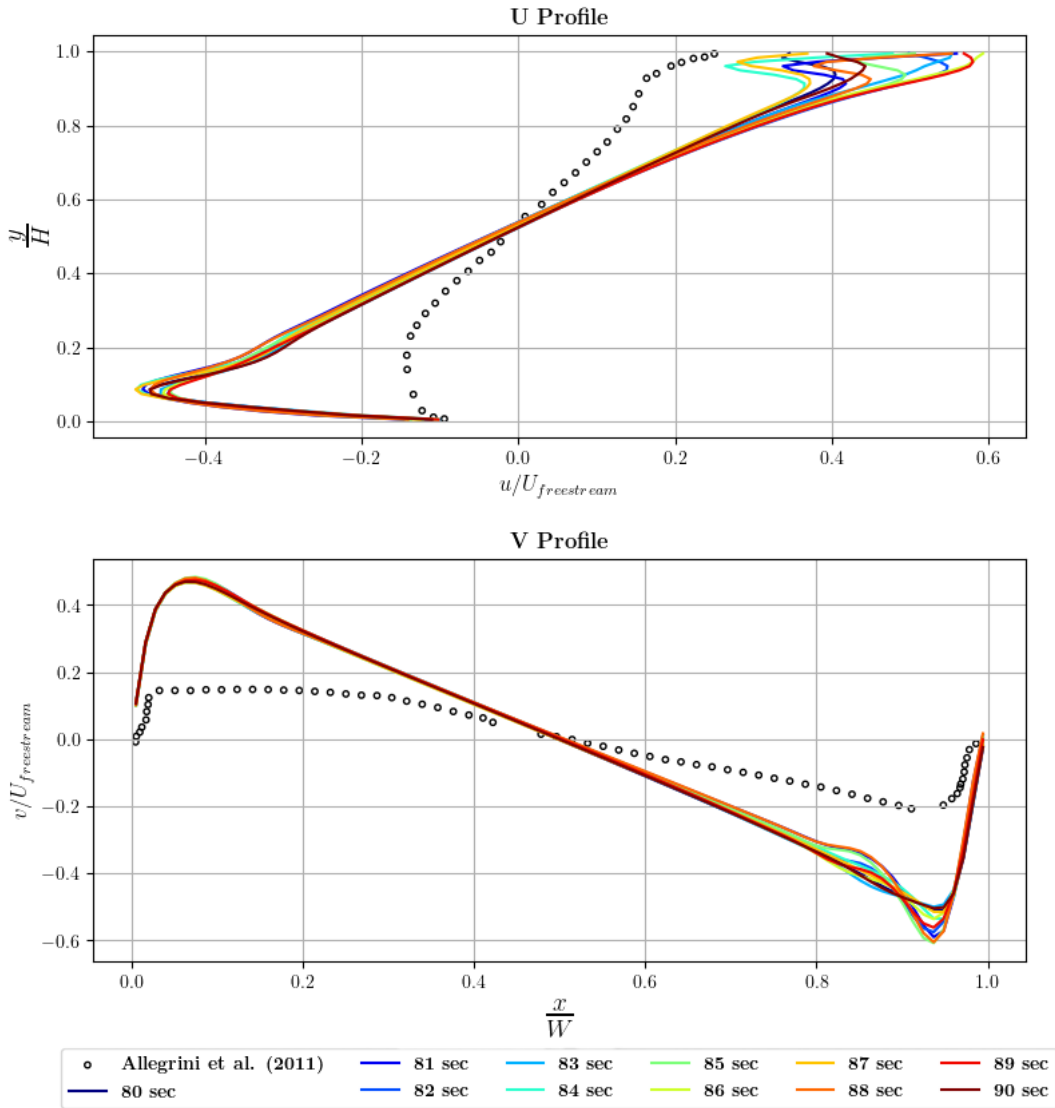 U Profile
1.0
0.8
0.6
0.4
0.2
0.0
y/H
−0.4 −0.2 0.0 0.2 0.4 0.6
u/U_freestream
V Profile
0.4
0.2
0.0
−0.2
−0.4
−0.6
v/U_freestream
0.0 0.2 0.4 0.6 0.8 1.0
x/W
Allegrini et al. (2011) 81 sec 83 sec 85 sec 87 sec 89 sec
80 sec 82 sec 84 sec 86 sec 88 sec 90 sec